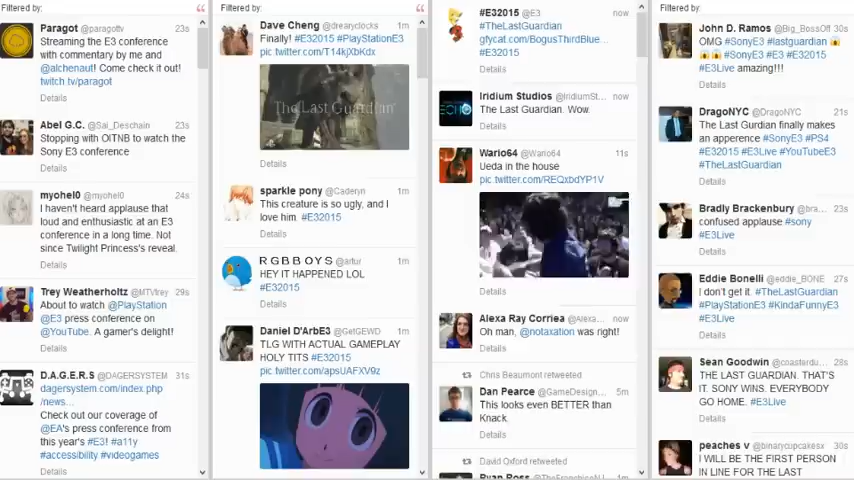 Filtered by:
Paragot @paragottv 23s
Streaming the E3 conference
with commentary by me and
@alchenaut! Come check it out!
twitch.tv/paragot
Details
Abel G.C. @Sai_Deschain 23s
Stopping with OITNB to watch the
Sony E3 conference
Details
myohel0 @myohel0 24s
I haven't heard applause that
loud and enthusiastic at an E3
conference in a long time. Not
since Twilight Princess's reveal.
Details
Trey Weatherholtz @MTVtrey 29s
About to watch @PlayStation
@E3 press conference on
@YouTube. A gamer's delight!
Details
D.A.G.E.R.S @DAGERSYSTEM 31s
dagersystem.com/index.php
/news...
Check out our coverage of
@EA's press conference from
this year's #E3! #a11y
#accessibility #videogames
Details
Filtered by:
Dave Cheng @drearyclocks 1m
Finally! #E32015 #PlayStationE3
pic.twitter.com/T14kjXbKdx
The Last Guardian
Details
sparkle pony @Caderyn 1m
This creature is so ugly, and I
love him. #E32015
Details
R G B B O Y S @artur 1m
HEY IT HAPPENED LOL
#E32015
Details
Daniel D'ArbE3 @GetGEWD 1m
TLG WITH ACTUAL GAMEPLAY
HOLY TITS #E32015
pic.twitter.com/apsUAFXV9z
#E32015 @E3 now
#TheLastGuardian
gfycat.com/BogusThirdBlue...
#E32015
Details
Iridium Studios @IridiumSt... now
The Last Guardian. Wow.
Details
Wario64 @Wario64 11s
Ueda in the house
pic.twitter.com/REQxbdYP1V
Details
Alexa Ray Corriea @Alexa... now
Oh man, @notaxation was right!
Details
Chris Beaumont retweeted
Dan Pearce @GameDesign... 5m
This looks even BETTER than
Knack.
Details
David Oxford retweeted
Ryan Ross 1m
Filtered by:
John D. Ramos @Big_BossOff 30s
OMG #SonyE3 #lastguardian 😱
😱😱😱 #SonyE3 #E3 #E32015
#E3Live amazing!!!
Details
DragoNYC @DragoNYC 21s
The Last Gurdian finally makes
an apperence #SonyE3 #PS4
#E32015 #E3Live #YouTubeE3
#TheLastGuardian
Details
Bradly Brackenbury @bra... 23s
confused applause #sony
#E3Live
Details
Eddie Bonelli @eddie_BONE 27s
I don't get it. #TheLastGuardian
#PlayStationE3 #KindaFunnyE3
#E3Live
Details
Sean Goodwin @coasterdu... 28s
THE LAST GUARDIAN. THAT'S
IT. SONY WINS. EVERYBODY
GO HOME. #E3Live
Details
peaches v @binarycupcakesx 30s
I WILL BE THE FIRST PERSON
IN LINE FOR THE LAST